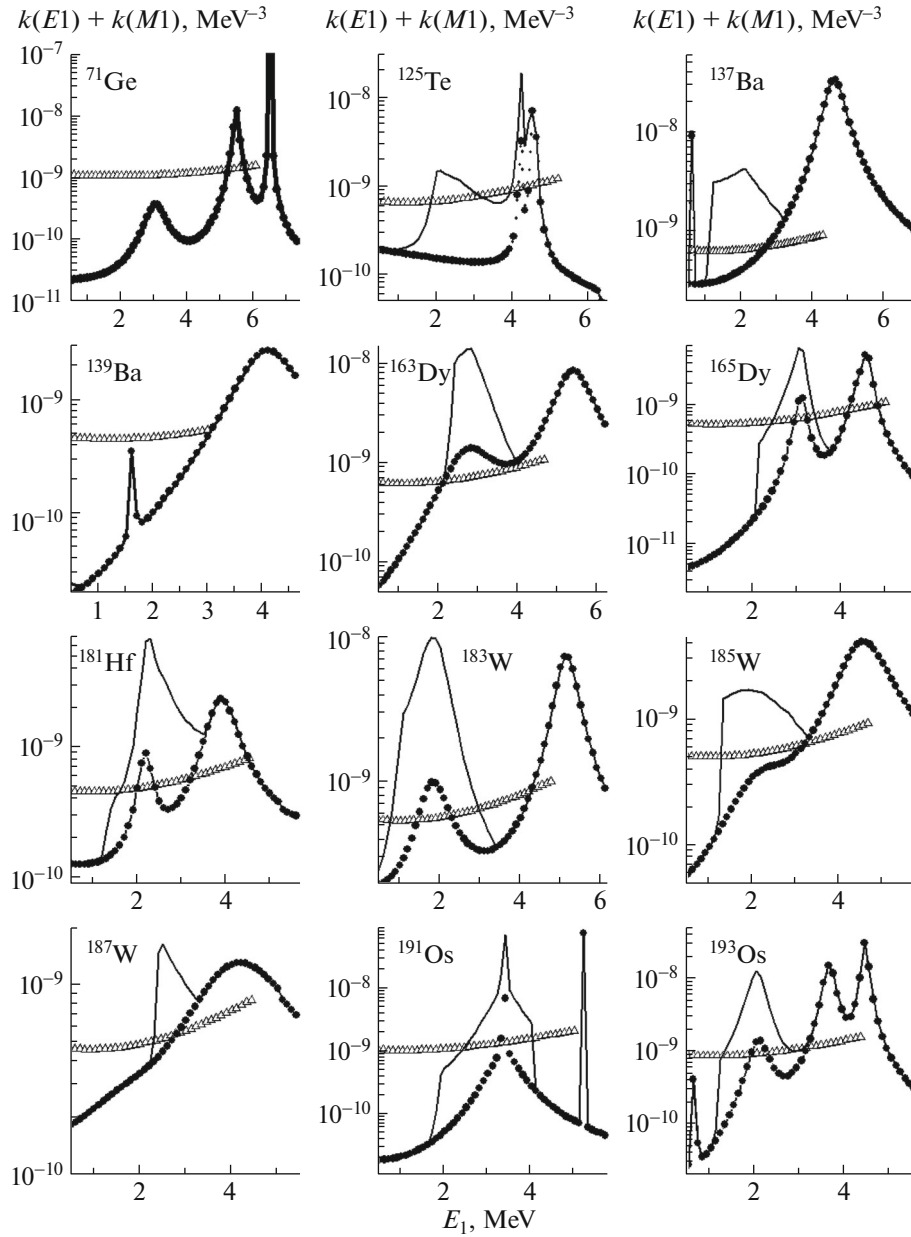 k(E1) + k(M1), MeV⁻³ k(E1) + k(M1), MeV⁻³ k(E1) + k(M1), MeV⁻³
10⁻⁷ ⁷¹Ge ¹²⁵Te ¹³⁷Ba
10⁻⁸ 10⁻⁸ 10⁻⁸
10⁻⁹ 10⁻⁹ 10⁻⁹
10⁻¹⁰ 10⁻¹⁰
10⁻¹¹
2 4 6 2 4 6 2 4 6
¹³⁹Ba ¹⁶³Dy ¹⁶⁵Dy
10⁻⁹ 10⁻⁸ 10⁻⁹
10⁻¹⁰ 10⁻⁹ 10⁻¹⁰
10⁻¹⁰ 10⁻¹¹
1 2 3 4 2 4 6 2 4
¹⁸¹Hf ¹⁸³W ¹⁸⁵W
10⁻⁹ 10⁻⁸ 10⁻⁹
10⁻¹⁰ 10⁻⁹ 10⁻¹⁰
2 4 2 4 6 2 4
¹⁸⁷W ¹⁹¹Os ¹⁹³Os
10⁻⁹ 10⁻⁸ 10⁻⁸
10⁻¹⁰ 10⁻⁹ 10⁻⁹
10⁻¹⁰ 10⁻¹⁰
2 4 2 4 2 4
E₁, MeV